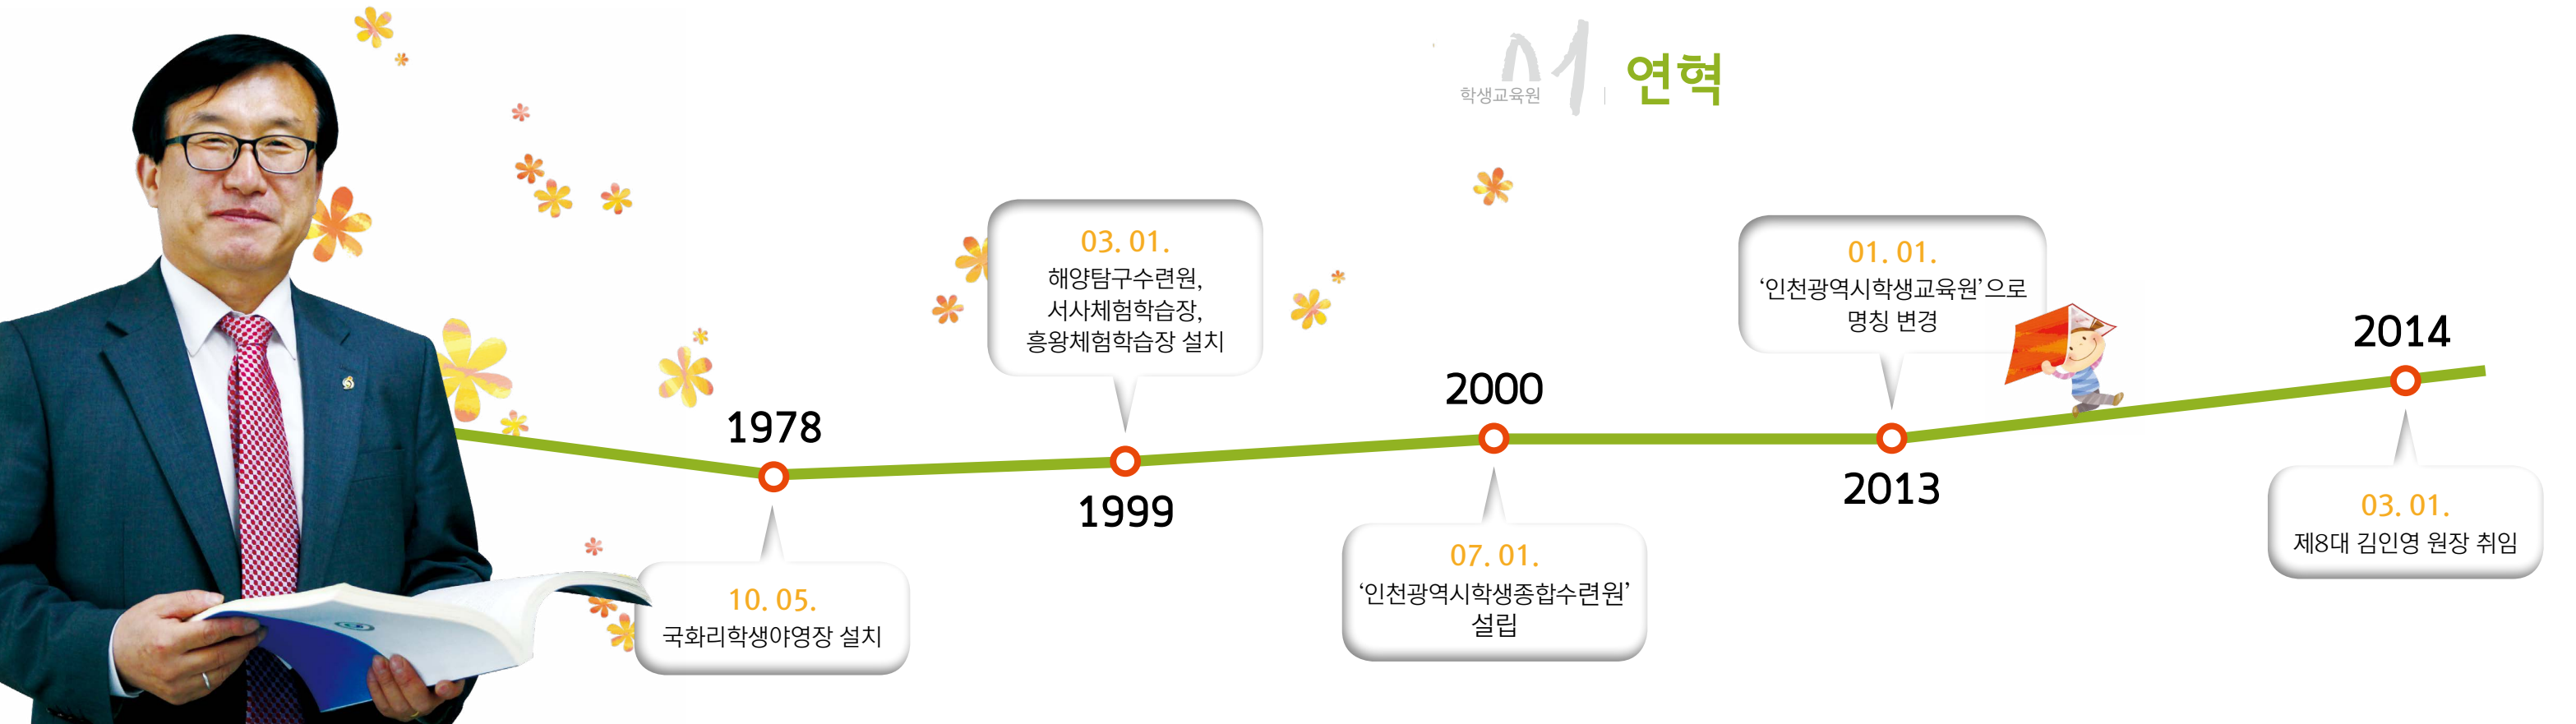 학생교육원
01
연혁
1978
10. 05.
국화리학생야영장 설치
03. 01.
해양탐구수련원,
서사체험학습장,
흥왕체험학습장 설치
1999
2000
07. 01.
‘인천광역시학생종합수련원’
설립
01. 01.
‘인천광역시학생교육원’으로
명칭 변경
2013
2014
03. 01.
제8대 김인영 원장 취임